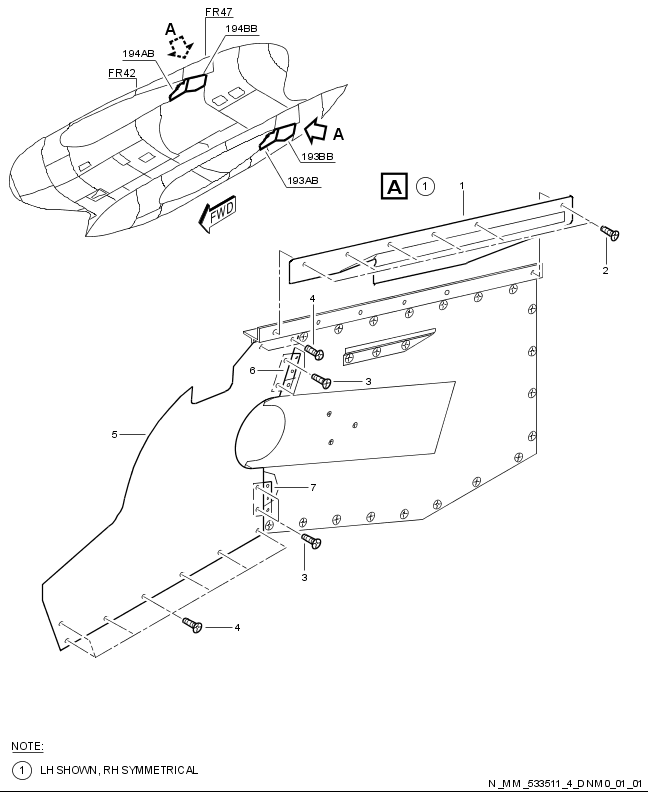 FR47
A
194BB
194AB
FR42
A
193BB
193AB
FWD
A 1
1
2
4
6
3
5
7
3
4
NOTE:
1 LH SHOWN, RH SYMMETRICAL
N_MM_533511_4_DNM0_01_01